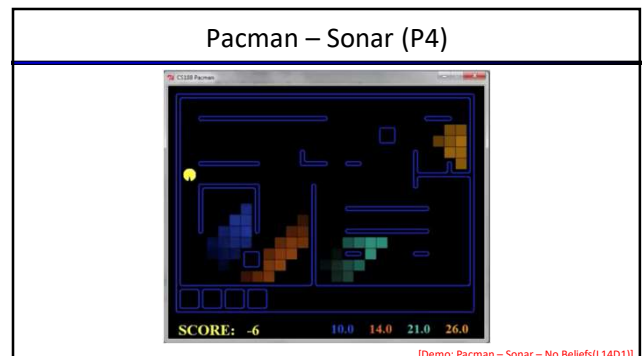 Pacman – Sonar (P4)
CS188 Pacman
SCORE: -6 10.0 14.0 21.0 26.0
[Demo: Pacman – Sonar – No Beliefs(L14D1)]